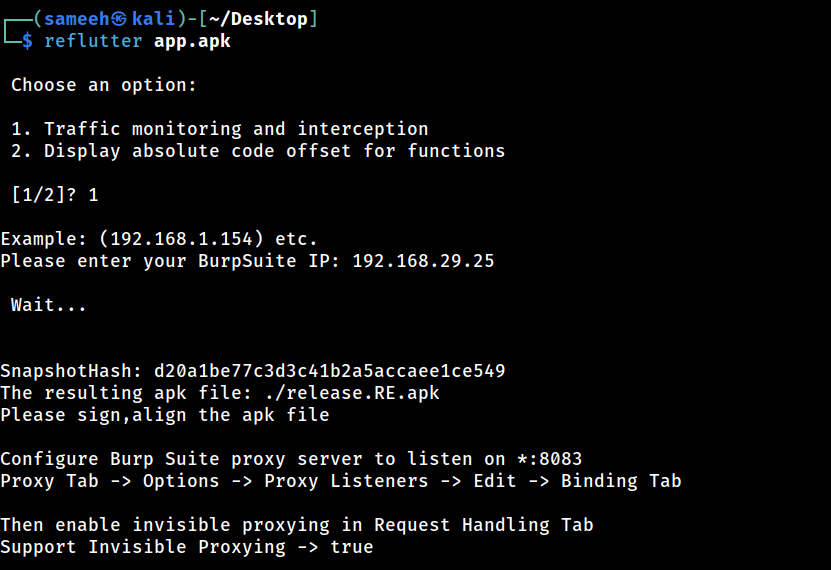 ┌──(sameeh㉿kali)-[~/Desktop]
└─$ reflutter app.apk
Choose an option:
1. Traffic monitoring and interception
2. Display absolute code offset for functions
[1/2]? 1
Example: (192.168.1.154) etc.
Please enter your BurpSuite IP: 192.168.29.25
Wait...
SnapshotHash: d20a1be77c3d3c41b2a5accaee1ce549
The resulting apk file: ./release.RE.apk
Please sign,align the apk file
Configure Burp Suite proxy server to listen on *:8083
Proxy Tab -> Options -> Proxy Listeners -> Edit -> Binding Tab
Then enable invisible proxying in Request Handling Tab
Support Invisible Proxying -> true